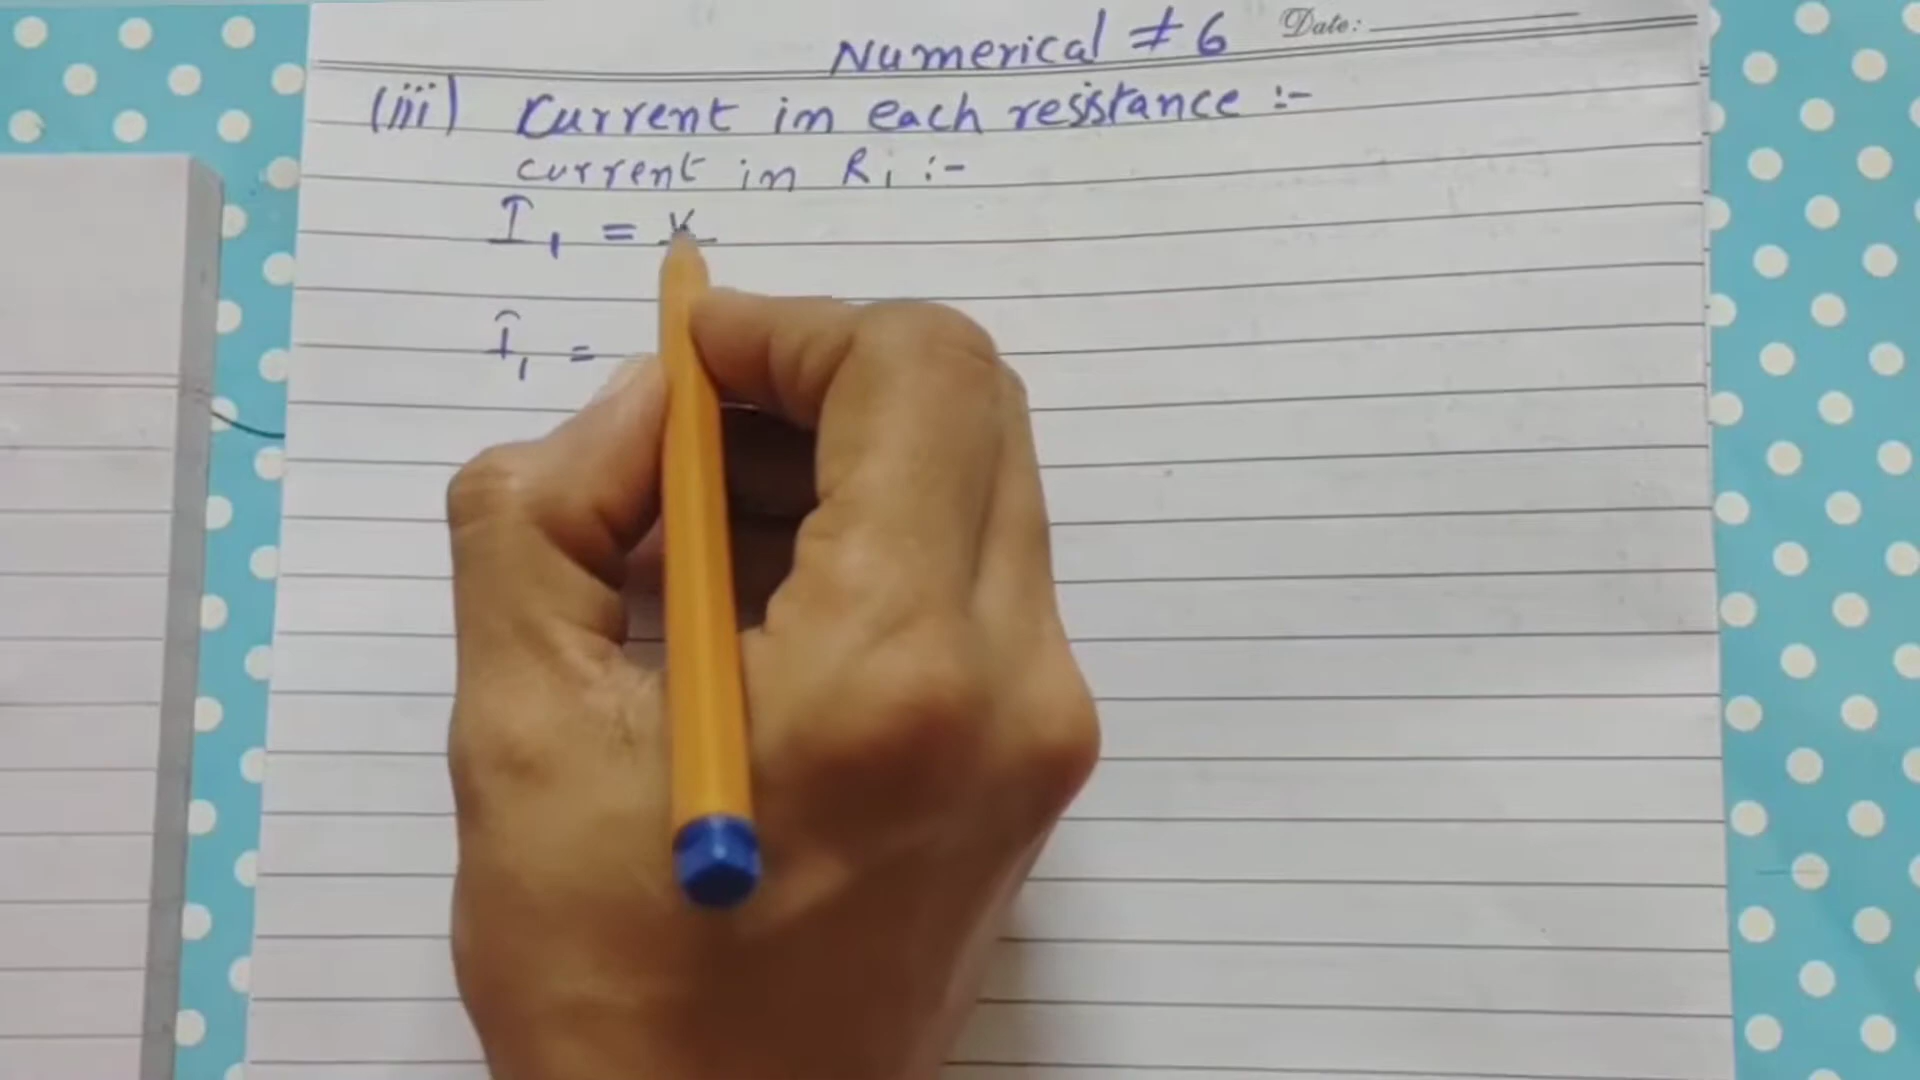 Date:
Numerical # 6
(iii) Current in each resistance :-
current in R1 :-
I1 = V
I1 =